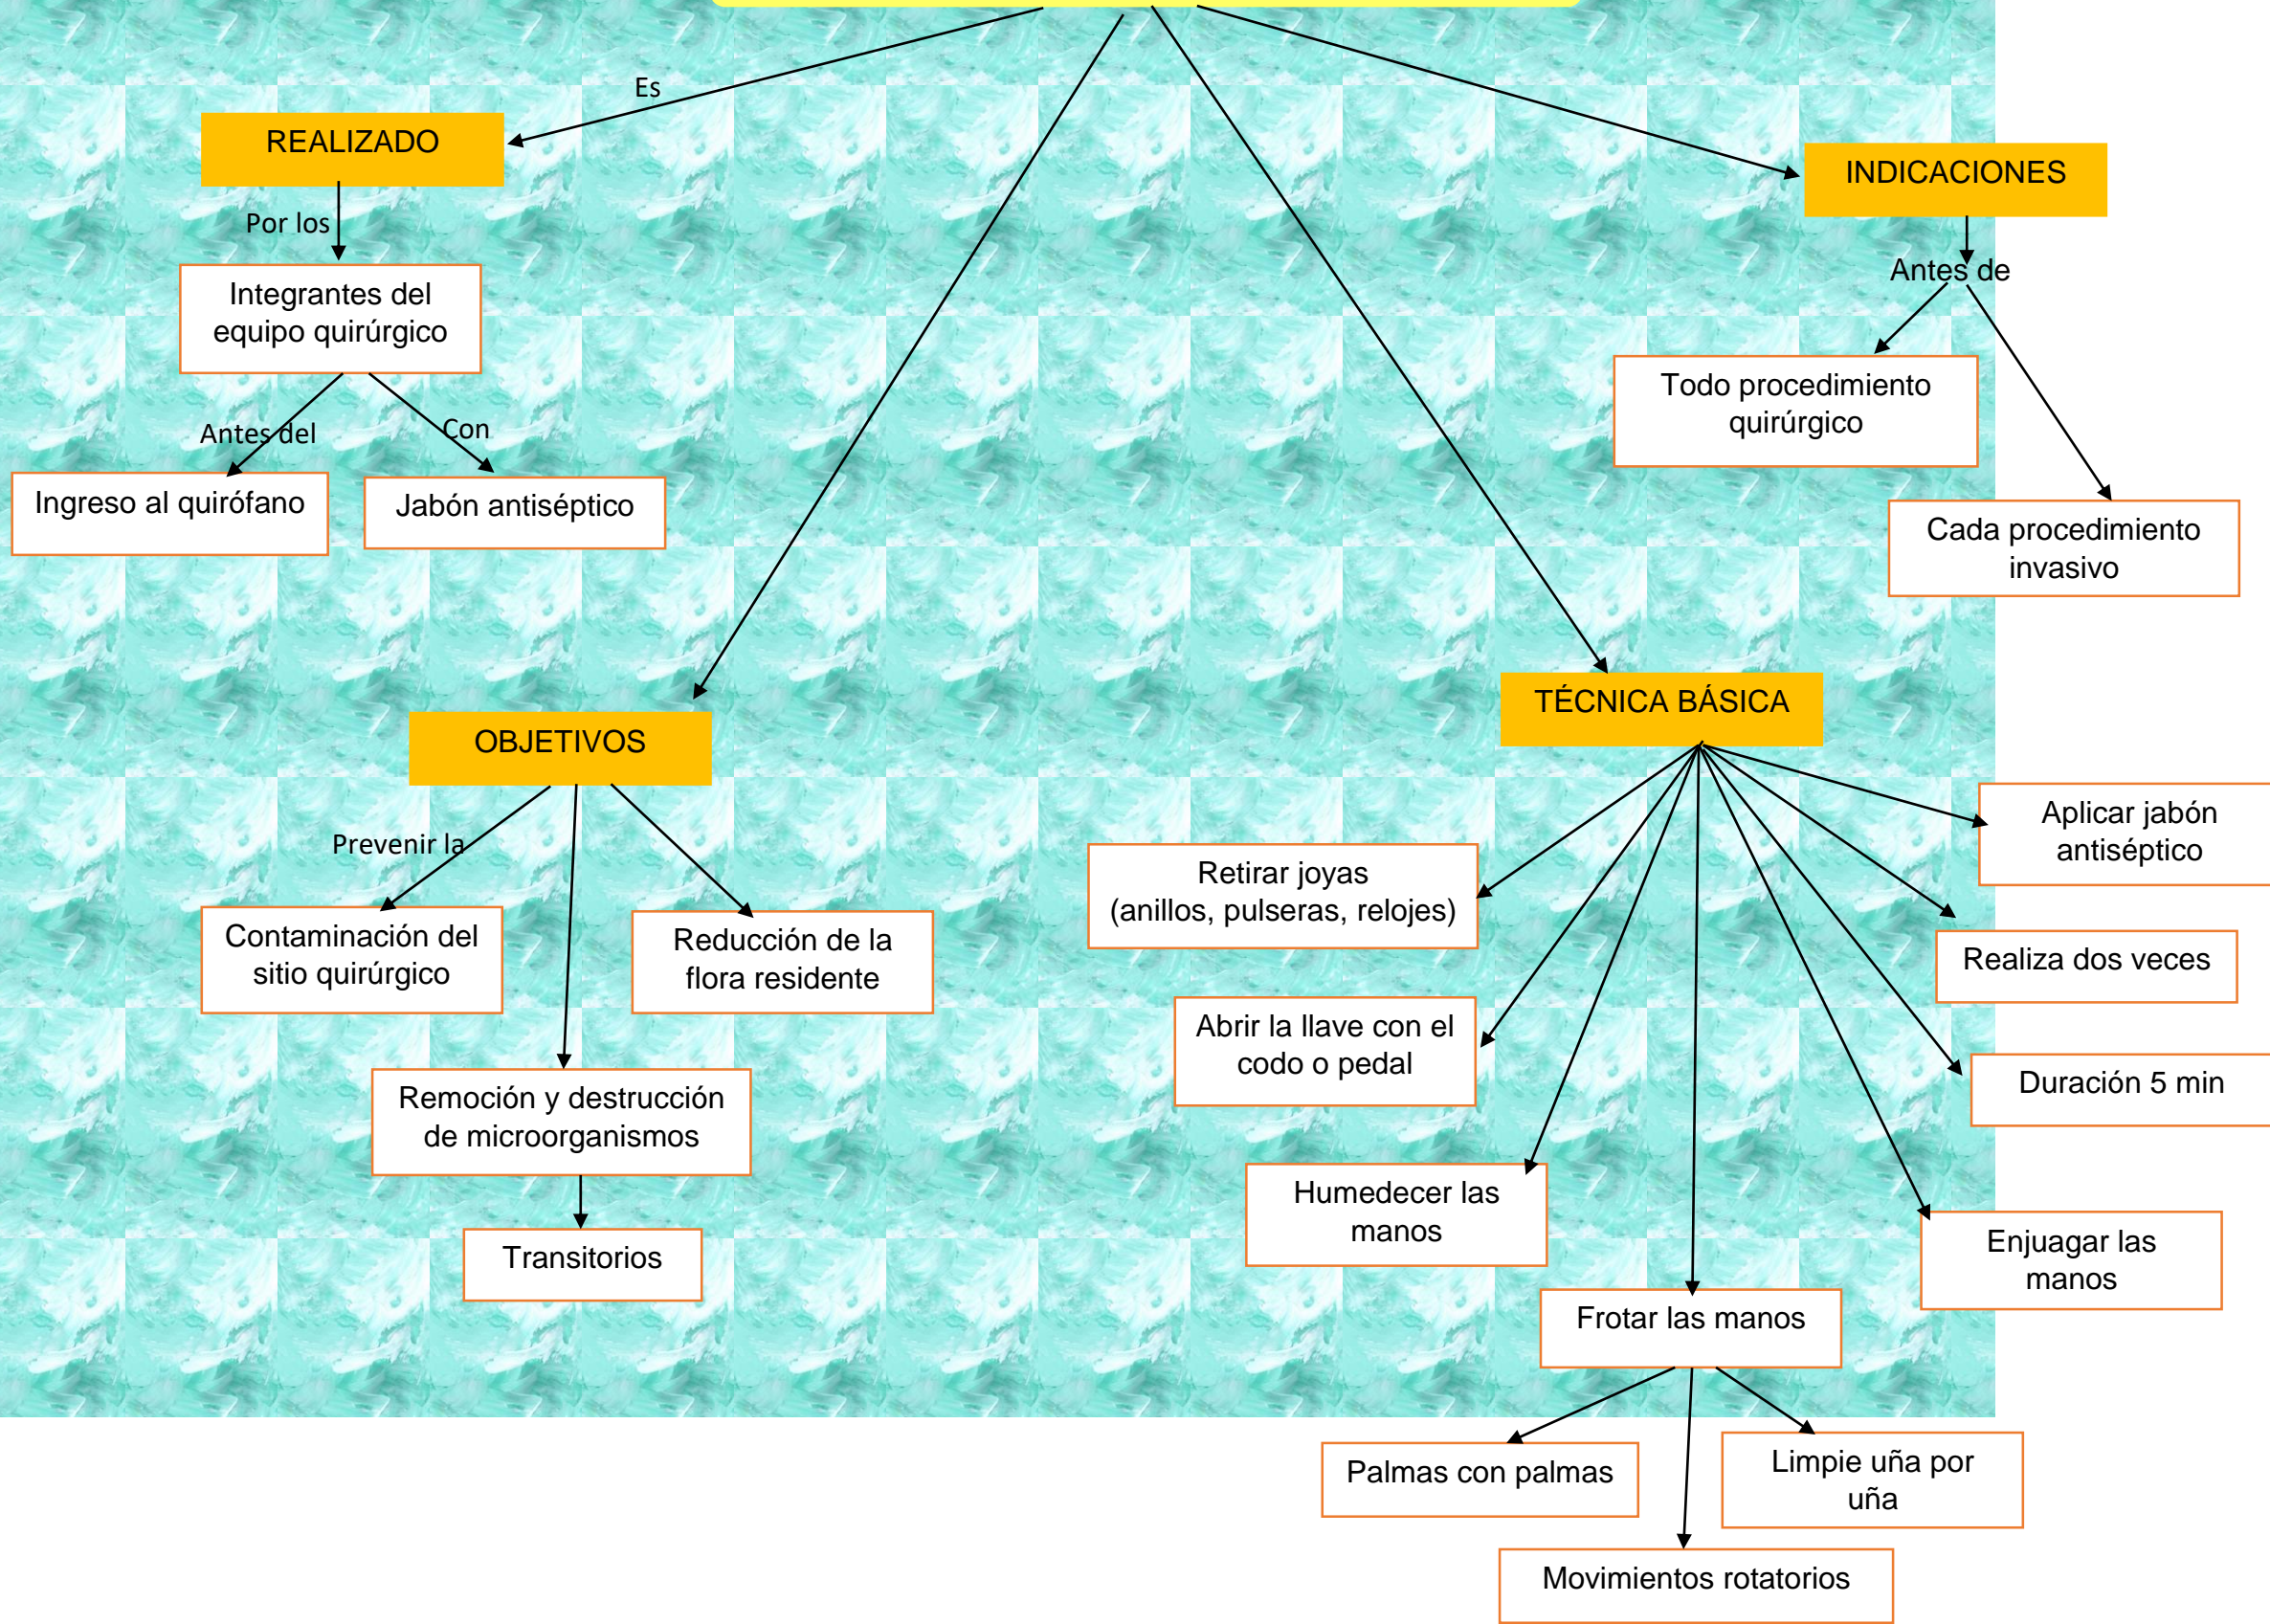 Es
REALIZADO
INDICACIONES
Por los
Antes de
Integrantes del
equipo quirúrgico
Todo procedimiento
quirúrgico
Antes del
Con
Ingreso al quirófano
Jabón antiséptico
Cada procedimiento
invasivo
TÉCNICA BÁSICA
OBJETIVOS
Prevenir la
Contaminación del
sitio quirúrgico
Reducción de la
flora residente
Remoción y destrucción
de microorganismos
Transitorios
Aplicar jabón
antiséptico
Retirar joyas
(anillos, pulseras, relojes)
Realiza dos veces
Abrir la llave con el
codo o pedal
Duración 5 min
Humedecer las
manos
Enjuagar las
manos
Frotar las manos
Palmas con palmas
Limpie uña por
uña
Movimientos rotatorios